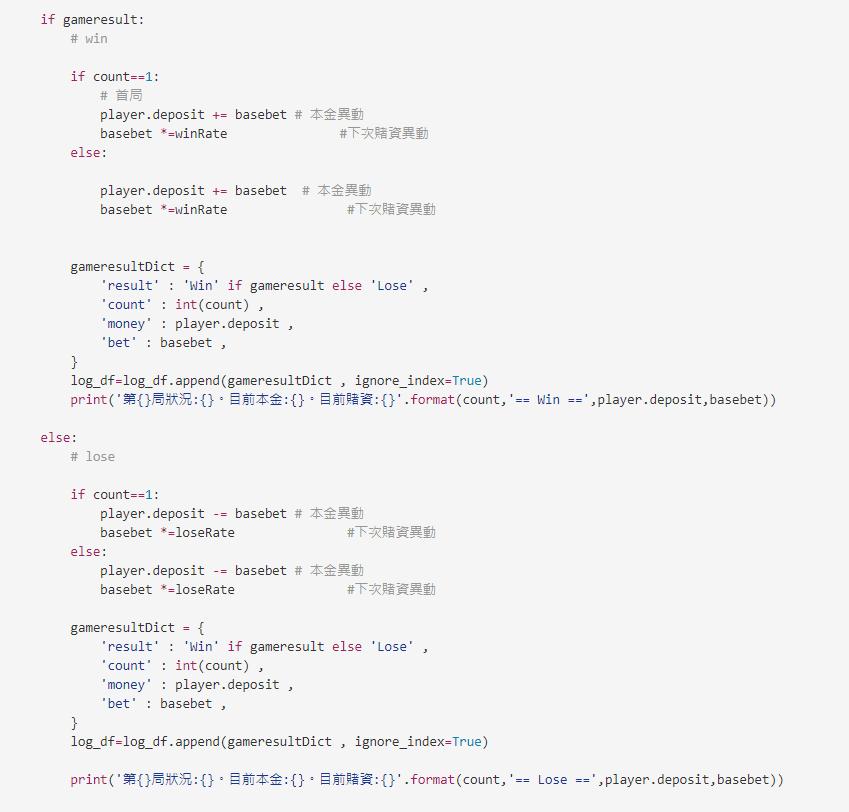 if gameresult:
# win
if count==1:
# 首局
player.deposit += basebet # 本金異動
basebet *=winRate #下次賭資異動
else:
player.deposit += basebet # 本金異動
basebet *=winRate #下次賭資異動
gameresultDict = {
'result' : 'Win' if gameresult else 'Lose' ,
'count' : int(count) ,
'money' : player.deposit ,
'bet' : basebet ,
}
log_df=log_df.append(gameresultDict , ignore_index=True)
print('第{}局狀況:{}。目前本金:{}。目前賭資:{}'.format(count,'== Win ==',player.deposit,basebet))
else:
# lose
if count==1:
player.deposit -= basebet # 本金異動
basebet *=loseRate #下次賭資異動
else:
player.deposit -= basebet # 本金異動
basebet *=loseRate #下次賭資異動
gameresultDict = {
'result' : 'Win' if gameresult else 'Lose' ,
'count' : int(count) ,
'money' : player.deposit ,
'bet' : basebet ,
}
log_df=log_df.append(gameresultDict , ignore_index=True)
print('第{}局狀況:{}。目前本金:{}。目前賭資:{}'.format(count,'== Lose ==',player.deposit,basebet))